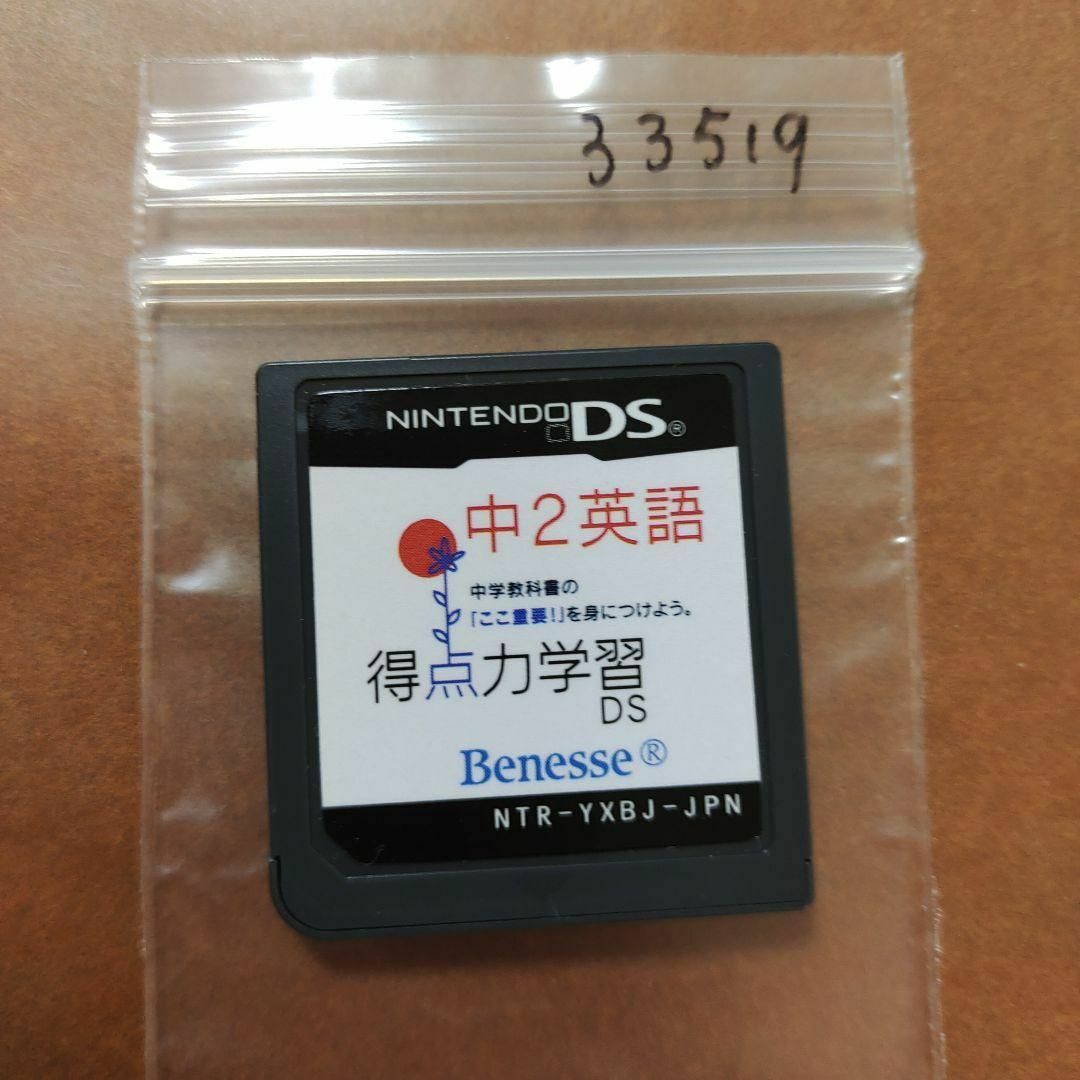 33519
NINTENDO DS®
中2英語
中学教科書の
「ここ重要!」を身につけよう。
得点力学習
DS
Benesse®
NTR-YXBJ-JPN